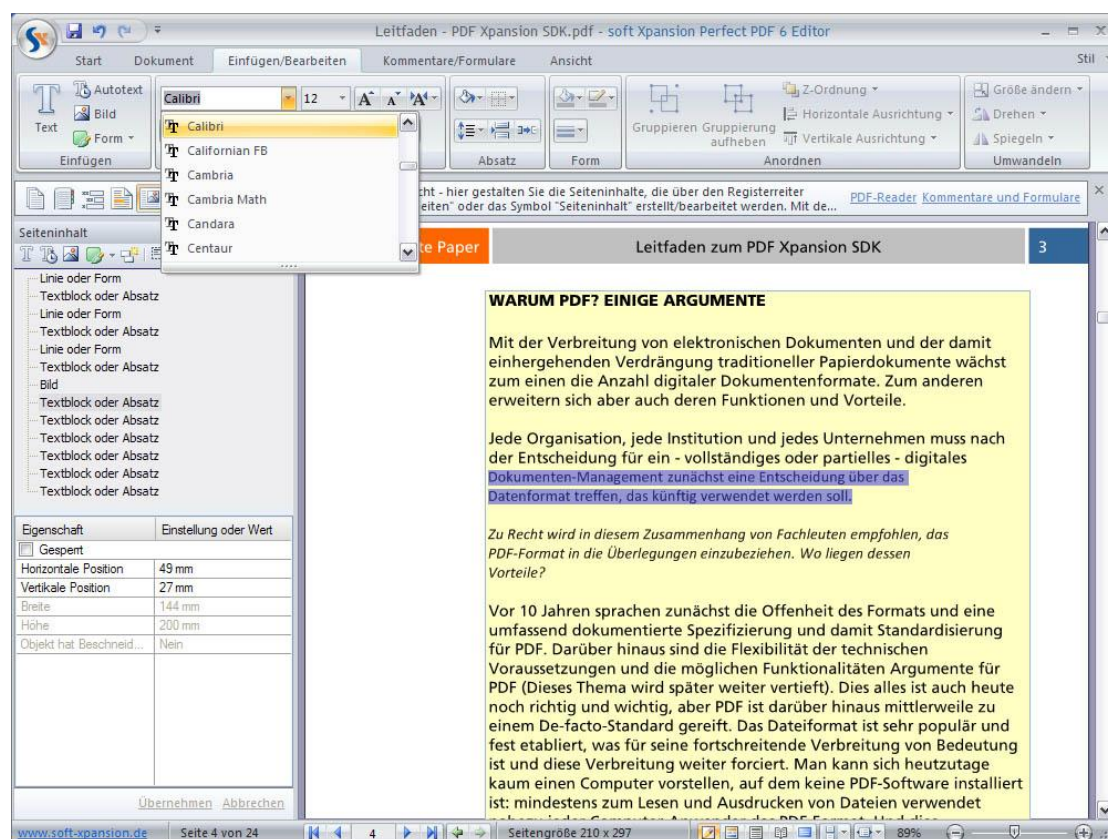 Leitfaden - PDF Xpansion SDK.pdf - soft Xpansion Perfect PDF 6 Editor
Start Dokument Einfügen/Bearbeiten Kommentare/Formulare Ansicht Stil
Text
Autotext
Bild
Form
Einfügen
Calibri 12
Calibri
Californian FB
Cambria
Cambria Math
Candara
Centaur
Absatz
Form
Gruppieren Gruppierung aufheben
Z-Ordnung
Horizontale Ausrichtung
Vertikale Ausrichtung
Anordnen
Größe ändern
Drehen
Spiegeln
Umwandeln
cht - hier gestalten Sie die Seiteninhalte, die über den Registerreiter
eiten" oder das Symbol "Seiteninhalt" erstellt/bearbeitet werden. Mit de...
PDF-Reader Kommentare und Formulare
Seiteninhalt
Linie oder Form
Textblock oder Absatz
Linie oder Form
Textblock oder Absatz
Linie oder Form
Textblock oder Absatz
Bild
Textblock oder Absatz
Textblock oder Absatz
Textblock oder Absatz
Textblock oder Absatz
Textblock oder Absatz
Textblock oder Absatz
Eigenschaft Einstellung oder Wert
Gesperrt
Horizontale Position 49 mm
Vertikale Position 27 mm
Breite 144 mm
Höhe 200 mm
Objekt hat Beschneid... Nein
Übernehmen Abbrechen
te Paper Leitfaden zum PDF Xpansion SDK 3
WARUM PDF? EINIGE ARGUMENTE
Mit der Verbreitung von elektronischen Dokumenten und der damit
einhergehenden Verdrängung traditioneller Papierdokumente wächst
zum einen die Anzahl digitaler Dokumentenformate. Zum anderen
erweitern sich aber auch deren Funktionen und Vorteile.
Jede Organisation, jede Institution und jedes Unternehmen muss nach
der Entscheidung für ein - vollständiges oder partielles - digitales
Dokumenten-Management zunächst eine Entscheidung über das
Datenformat treffen, das künftig verwendet werden soll.
Zu Recht wird in diesem Zusammenhang von Fachleuten empfohlen, das
PDF-Format in die Überlegungen einzubeziehen. Wo liegen dessen
Vorteile?
Vor 10 Jahren sprachen zunächst die Offenheit des Formats und eine
umfassend dokumentierte Spezifizierung und damit Standardisierung
für PDF. Darüber hinaus sind die Flexibilität der technischen
Voraussetzungen und die möglichen Funktionalitäten Argumente für
PDF (Dieses Thema wird später weiter vertieft). Dies alles ist auch heute
noch richtig und wichtig, aber PDF ist darüber hinaus mittlerweile zu
einem De-facto-Standard gereift. Das Dateiformat ist sehr populär und
fest etabliert, was für seine fortschreitende Verbreitung von Bedeutung
ist und diese Verbreitung weiter forciert. Man kann sich heutzutage
kaum einen Computer vorstellen, auf dem keine PDF-Software installiert
ist: mindestens zum Lesen und Ausdrucken von Dateien verwendet
www.soft-xpansion.de Seite 4 von 24 4 Seitengröße 210 x 297 89%